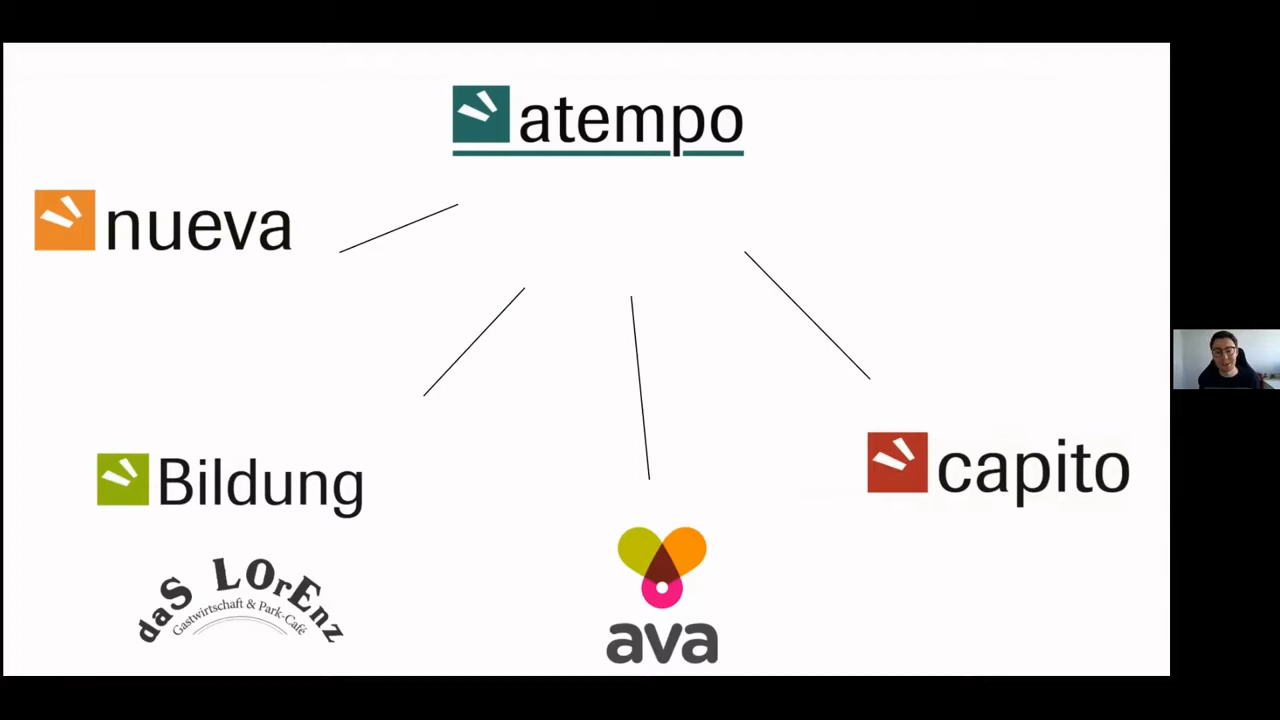 atempo
nueva
Bildung
capito
daS LOrEnz
Gastwirtschaft & Park-Café
ava